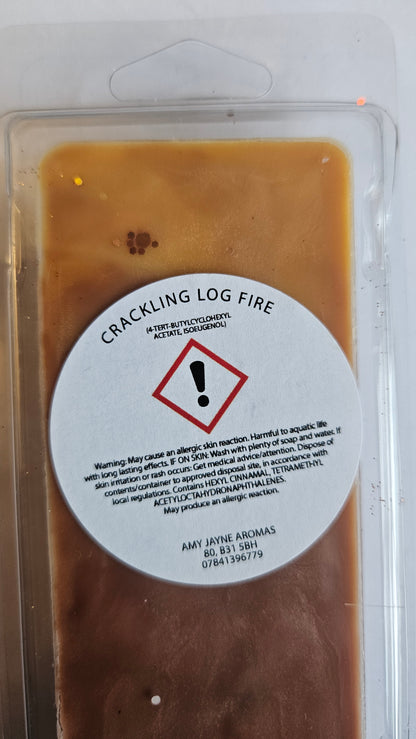 CRACKLING LOG FIRE
(4-TERT-BUTYLCYCLOHEXYL
ACETATE, ISOEUGENOL)
Warning: May cause an allergic skin reaction. Harmful to aquatic life
with long lasting effects. IF ON SKIN: Wash with plenty of soap and water. If
skin irritation or rash occurs: Get medical advice/attention. Dispose of
contents/container to approved disposal site, in accordance with
local regulations. Contains HEXYL CINNAMAL, TETRAMETHYL
ACETYLOCTAHYDRONAPHTHALENES.
May produce an allergic reaction.
AMY JAYNE AROMAS
80, B31 5BH
07841396779